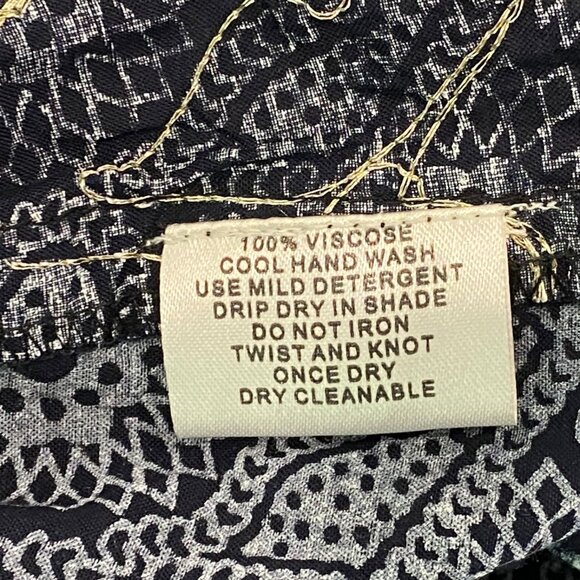 100% VISCOSE
COOL HAND WASH
USE MILD DETERGENT
DRIP DRY IN SHADE
DO NOT IRON
TWIST AND KNOT
ONCE DRY
DRY CLEANABLE